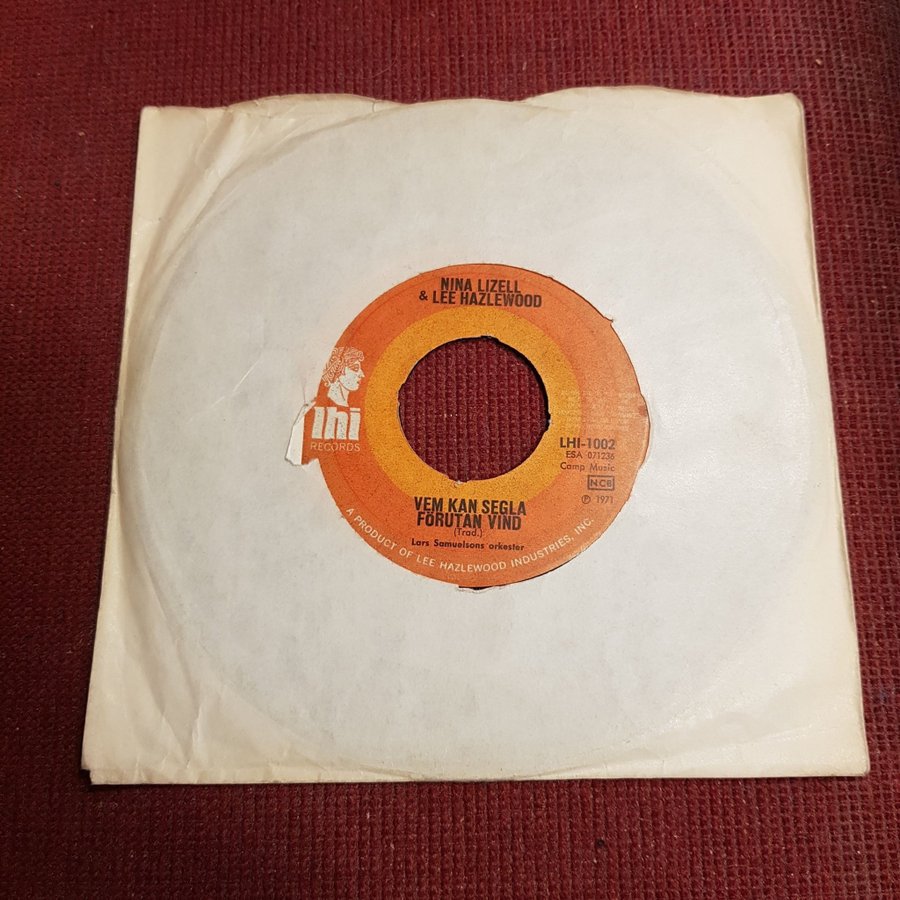 NINA LIZELL
& LEE HAZLEWOOD
lhi
RECORDS
LHI-1002
ESA 071236
Camp Music
NCB
Ⓟ 1971
VEM KAN SEGLA
FÖRUTAN VIND
(Trad.)
Lars Samuelsons orkester
A PRODUCT OF LEE HAZLEWOOD INDUSTRIES, INC.